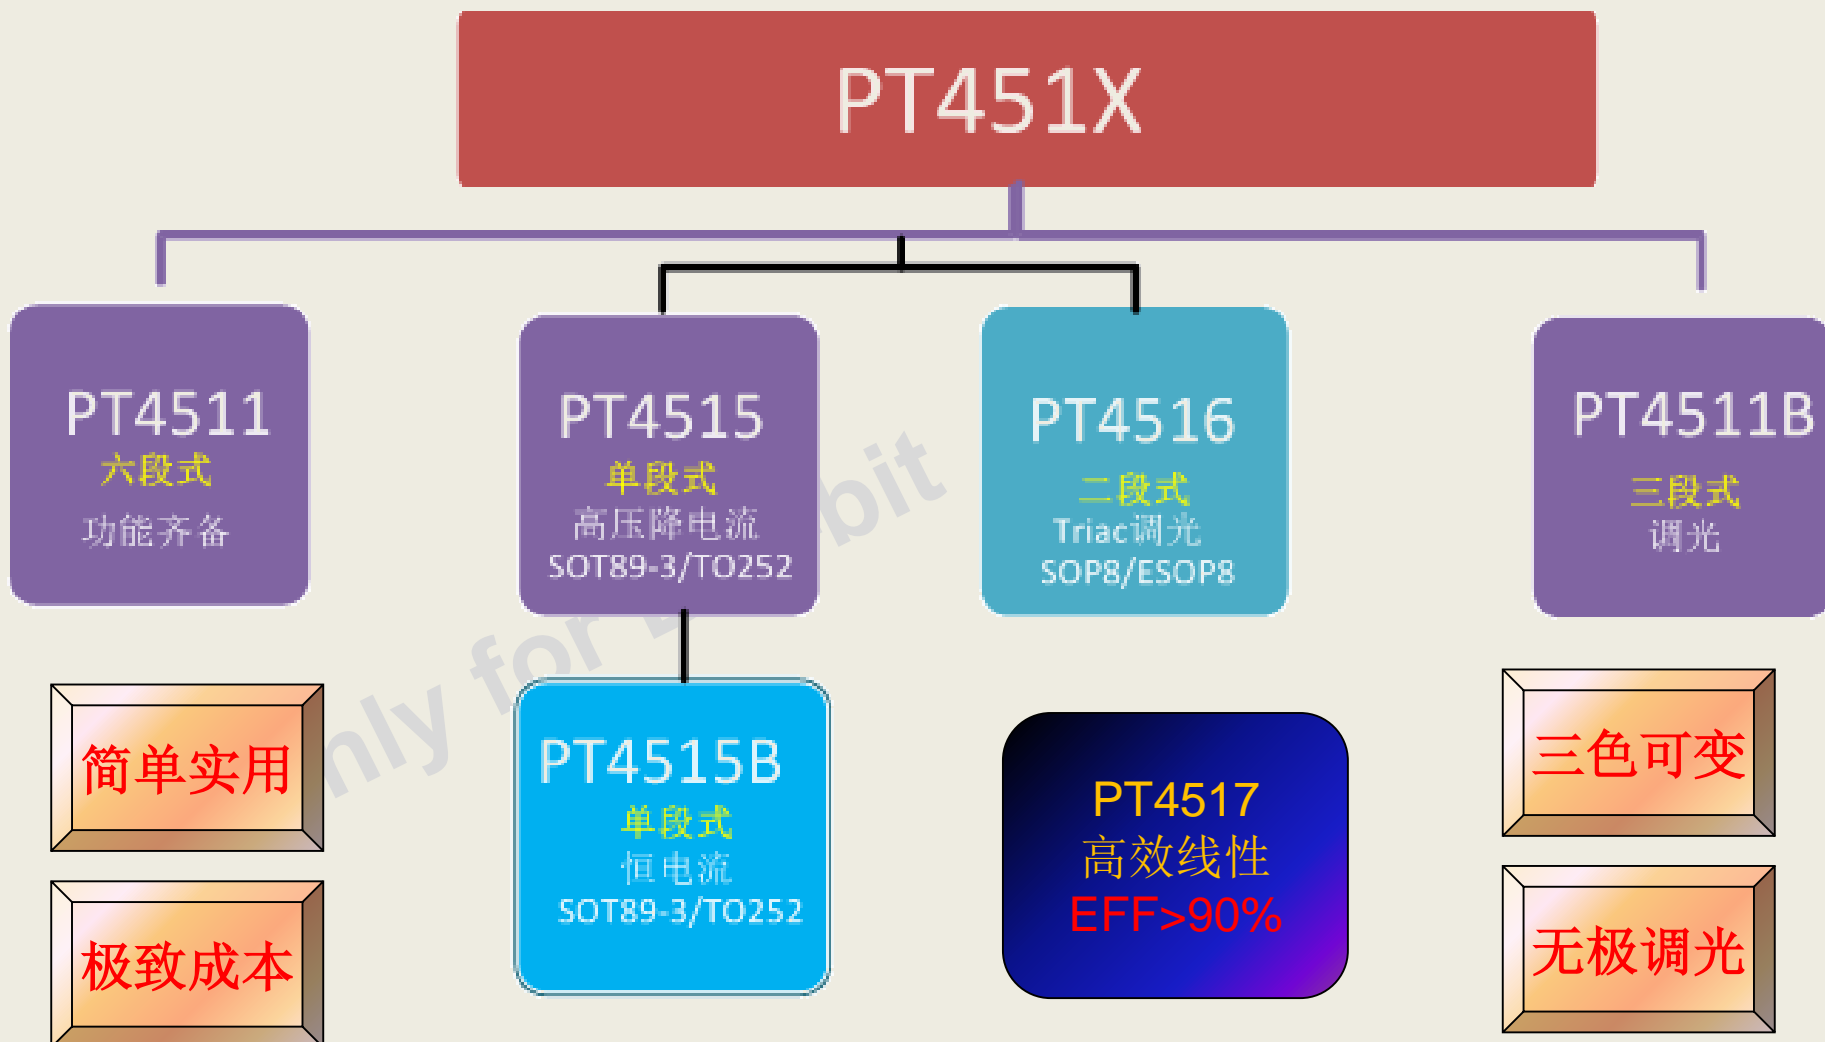 PT451X
PT4511
六段式
功能齐备
PT4515
单段式
高压降电流
SOT89-3/TO252
PT4516
二段式
Triac调光
SOP8/ESOP8
PT4511B
三段式
调光
简单实用
极致成本
PT4515B
单段式
恒电流
SOT89-3/TO252
PT4517
高效线性
EFF>90%
三色可变
无极调光
for